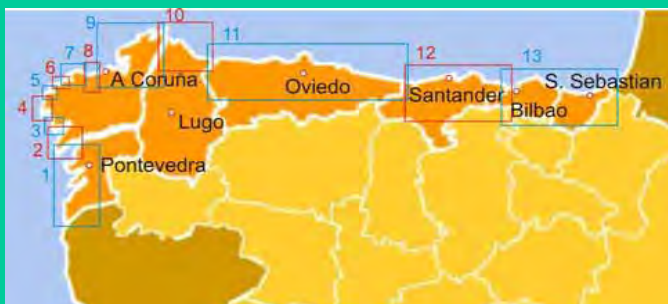 9
10
11
12
13
7
8
6
5
4
3
2
1
A Coruña
Oviedo
Santander
S. Sebastian
Bilbao
Lugo
Pontevedra